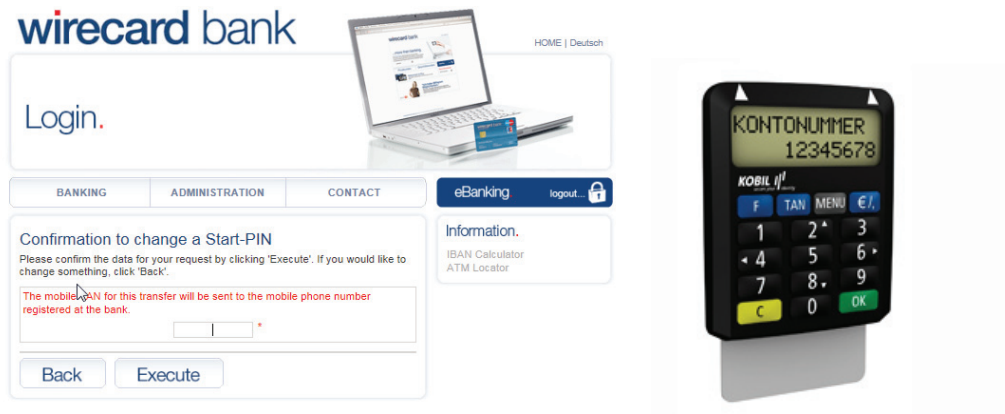 wirecard bank
HOME | Deutsch
Login.
BANKING
ADMINISTRATION
CONTACT
eBanking.
logout...
Confirmation to change a Start-PIN
Please confirm the data for your request by clicking 'Execute'. If you would like to
change something, click 'Back'.
The mobile AN for this transfer will be sent to the mobile phone number
registered at the bank.
*
Back
Execute
Information.
IBAN Calculator
ATM Locator
KONTONUMMER
12345678
KOBIL
F TAN MENU €/,
1 2 3
4 5 6
7 8 9
C 0 OK